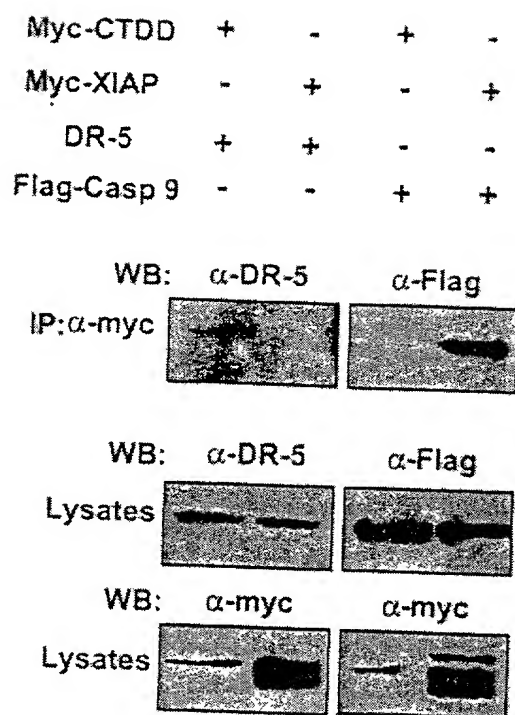 Myc-CTDD + - + -
Myc-XIAP - + - +
DR-5 + + - -
Flag-Casp 9 - - + +
WB: α-DR-5 α-Flag
IP:α-myc
WB: α-DR-5 α-Flag
Lysates
WB: α-myc α-myc
Lysates